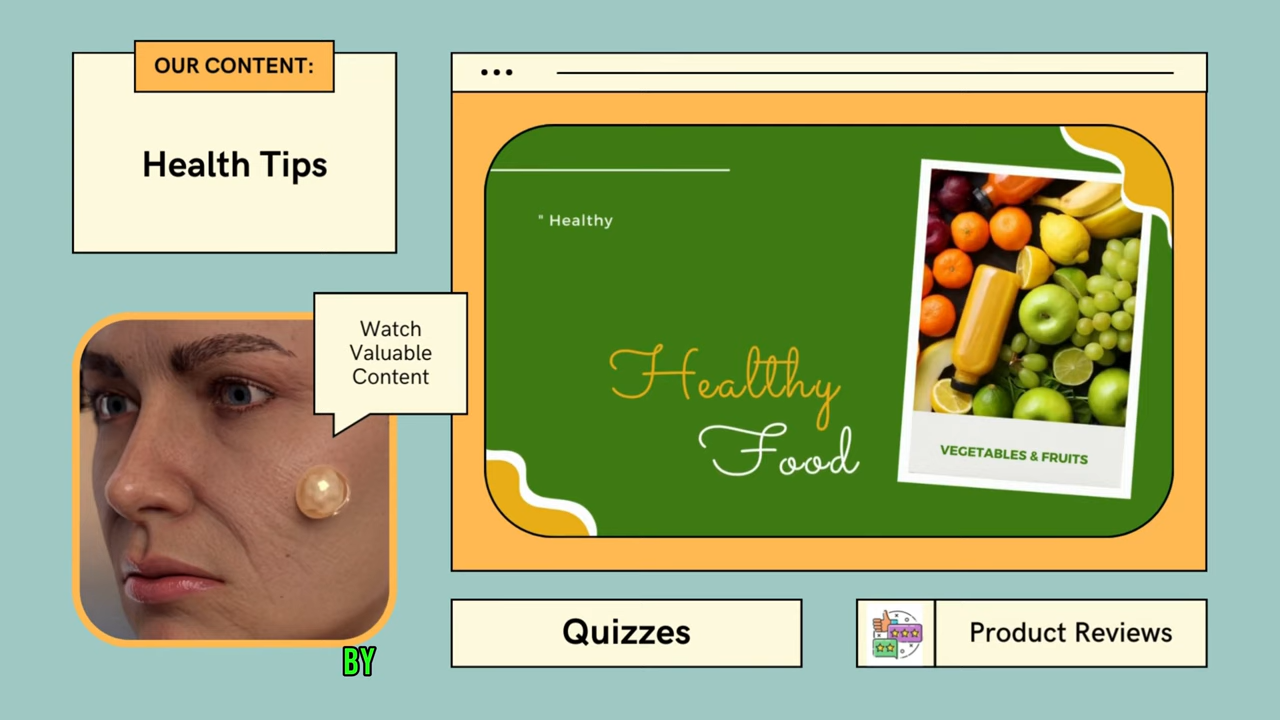 OUR CONTENT:
Health Tips
Watch
Valuable
Content
" Healthy
Healthy
Food
VEGETABLES & FRUITS
Quizzes
Product Reviews
BY